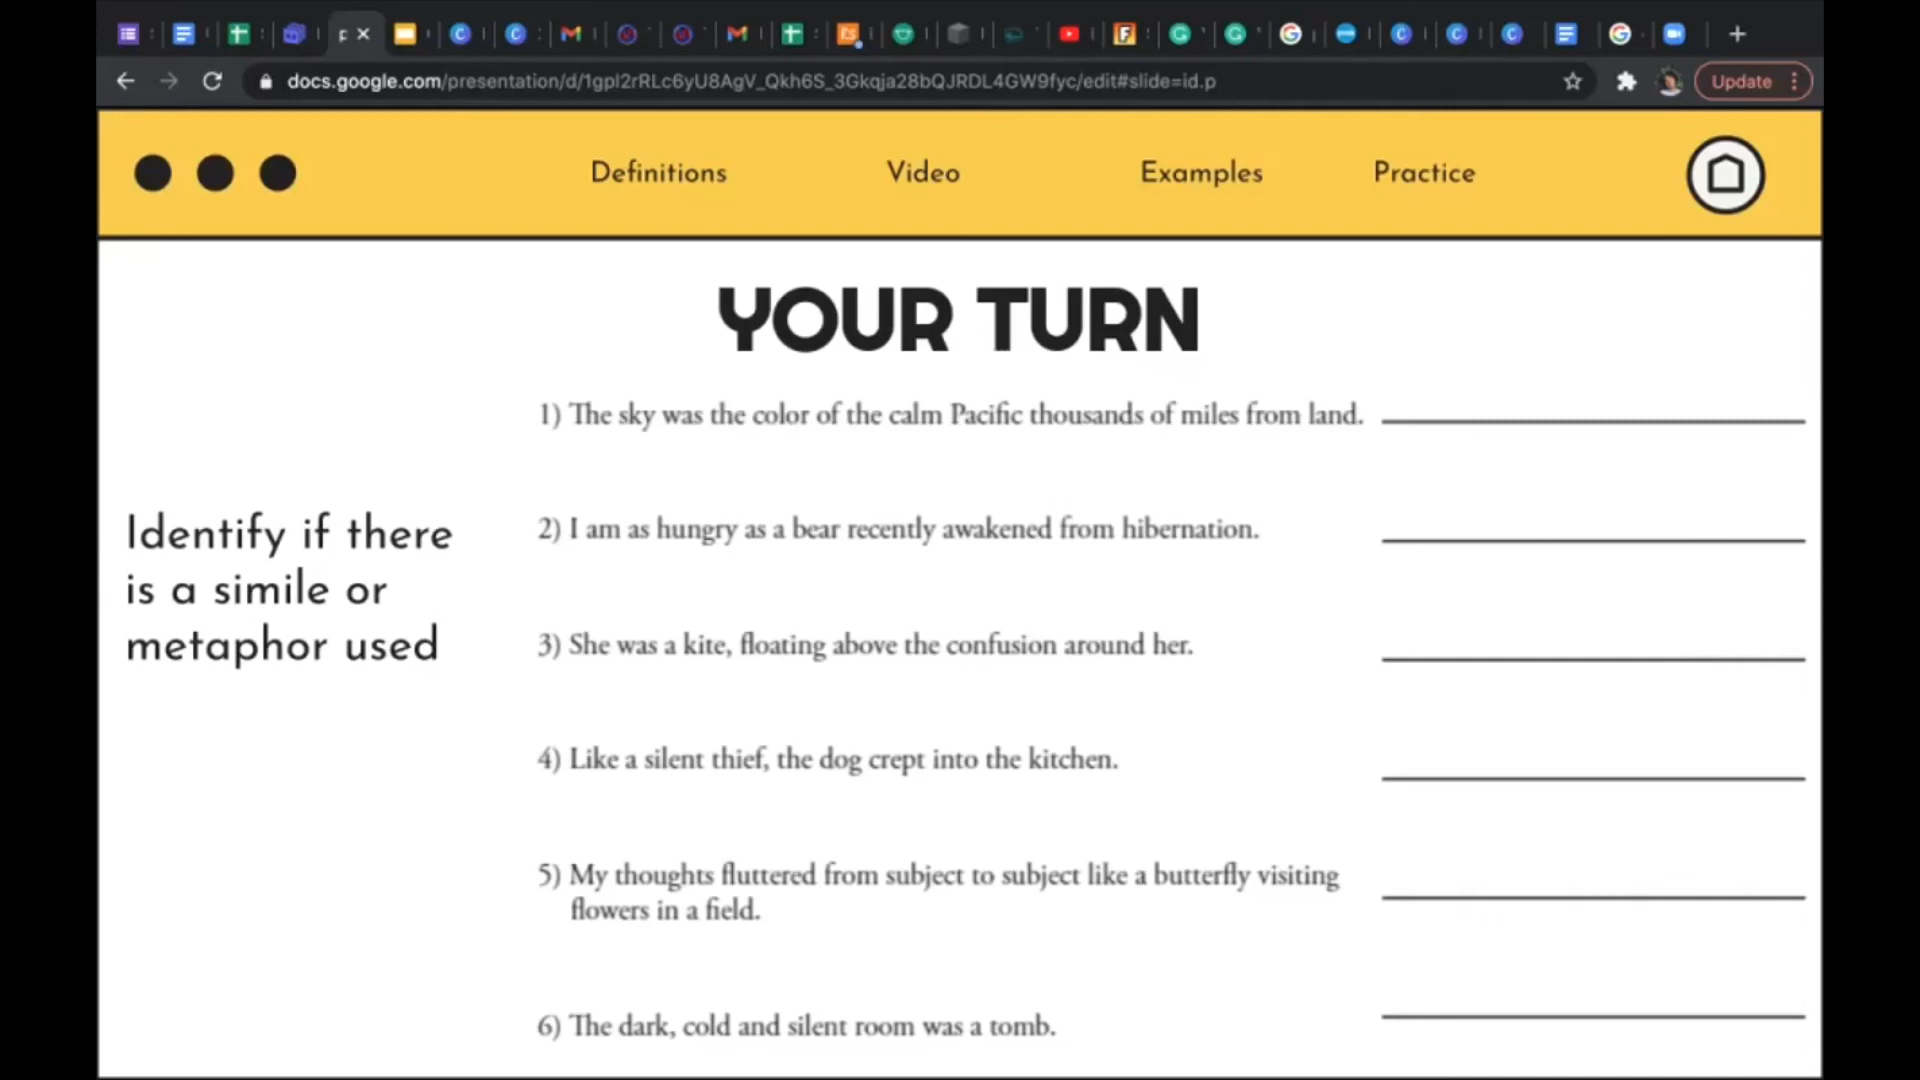 docs.google.com/presentation/d/1gpl2rRLc6yU8AgV_Qkh6S_3Gkqja28bQJRDL4GW9fyc/edit#slide=id.p
Update
Definitions Video Examples Practice
YOUR TURN
Identify if there
is a simile or
metaphor used
1) The sky was the color of the calm Pacific thousands of miles from land.
2) I am as hungry as a bear recently awakened from hibernation.
3) She was a kite, floating above the confusion around her.
4) Like a silent thief, the dog crept into the kitchen.
5) My thoughts fluttered from subject to subject like a butterfly visiting
flowers in a field.
6) The dark, cold and silent room was a tomb.